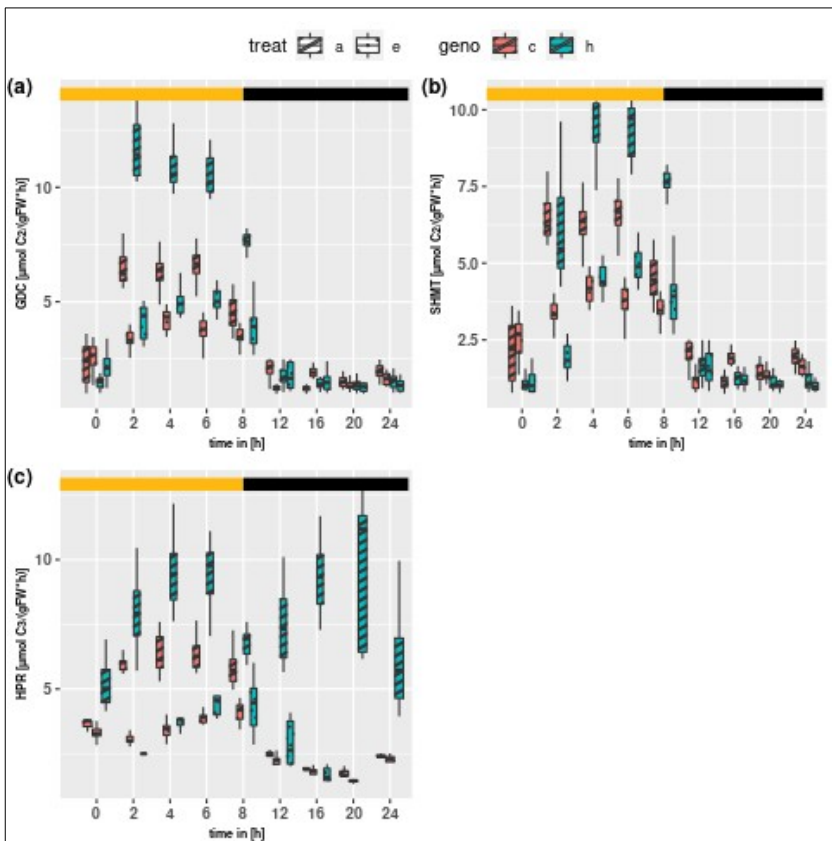 treat a e geno c h
(a)
(b)
GDC [µmol C2/(gFW*h)]
10
5
0 2 4 6 8 12 16 20 24
time in [h]
SHMT [µmol C2/(gFW*h)]
10.0
7.5
5.0
2.5
0 2 4 6 8 12 16 20 24
time in [h]
(c)
HPR [µmol C3/(gFW*h)]
10
5
0 2 4 6 8 12 16 20 24
time in [h]